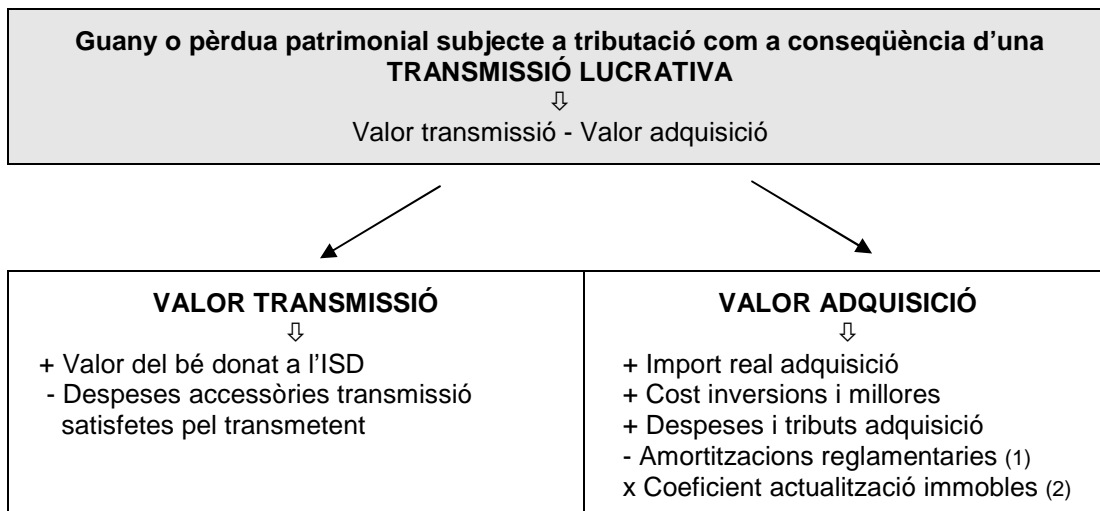 Guany o pèrdua patrimonial subjecte a tributació com a conseqüència d’una
TRANSMISSIÓ LUCRATIVA
⇩
Valor transmissió - Valor adquisició
VALOR TRANSMISSIÓ
⇩
+ Valor del bé donat a l’ISD
- Despeses accessòries transmissió
satisfetes pel transmetent
VALOR ADQUISICIÓ
⇩
+ Import real adquisició
+ Cost inversions i millores
+ Despeses i tributs adquisició
- Amortitzacions reglamentaries (1)
x Coeficient actualització immobles (2)